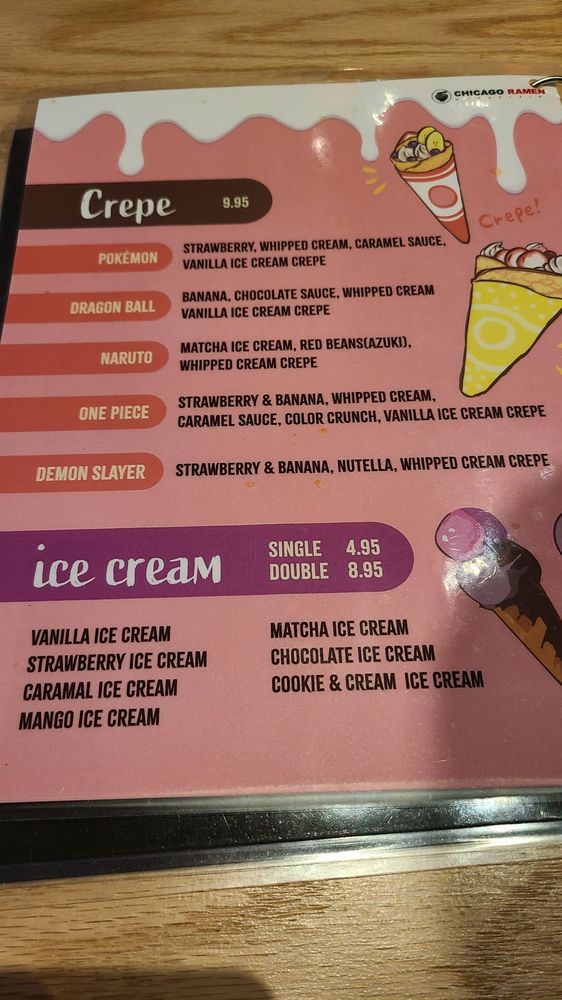 CHICAGO RAMEN
Crepe 9.95
Crepe!
POKÉMON
STRAWBERRY, WHIPPED CREAM, CARAMEL SAUCE,
VANILLA ICE CREAM CREPE
DRAGON BALL
BANANA, CHOCOLATE SAUCE, WHIPPED CREAM
VANILLA ICE CREAM CREPE
NARUTO
MATCHA ICE CREAM, RED BEANS(AZUKI),
WHIPPED CREAM CREPE
ONE PIECE
STRAWBERRY & BANANA, WHIPPED CREAM,
CARAMEL SAUCE, COLOR CRUNCH, VANILLA ICE CREAM CREPE
DEMON SLAYER
STRAWBERRY & BANANA, NUTELLA, WHIPPED CREAM CREPE
ice cream
SINGLE 4.95
DOUBLE 8.95
VANILLA ICE CREAM
STRAWBERRY ICE CREAM
CARAMAL ICE CREAM
MANGO ICE CREAM
MATCHA ICE CREAM
CHOCOLATE ICE CREAM
COOKIE & CREAM ICE CREAM